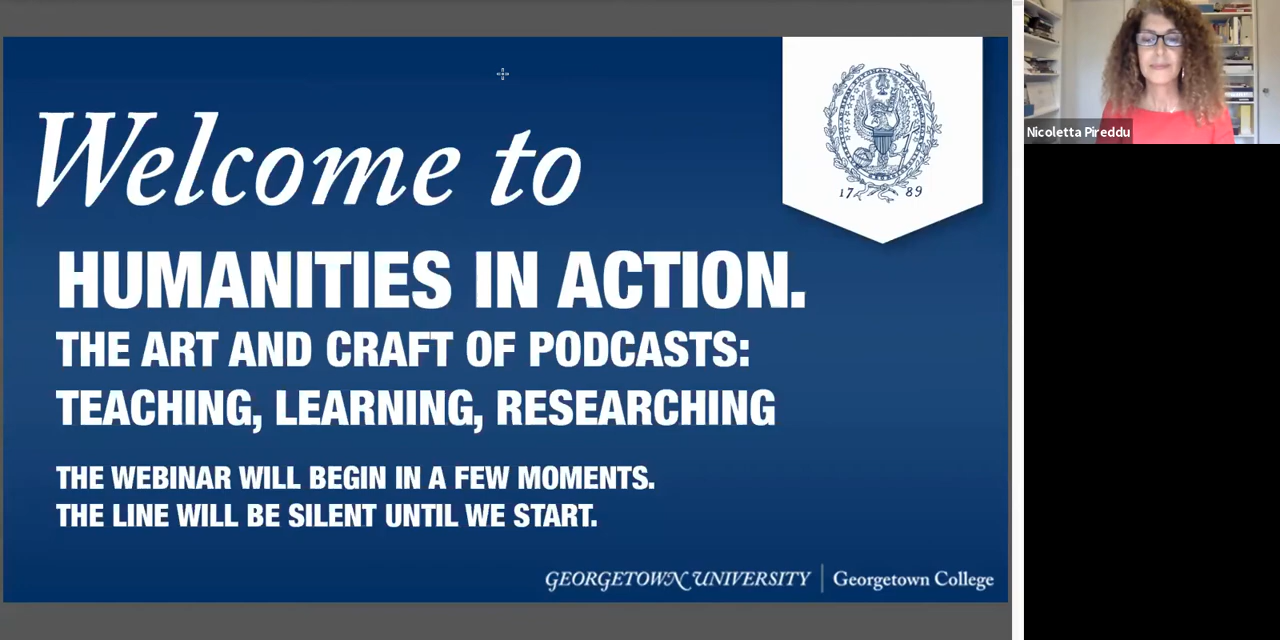 Welcome to
HUMANITIES IN ACTION.
THE ART AND CRAFT OF PODCASTS:
TEACHING, LEARNING, RESEARCHING
THE WEBINAR WILL BEGIN IN A FEW MOMENTS.
THE LINE WILL BE SILENT UNTIL WE START.
17 89
GEORGETOWN UNIVERSITY | Georgetown College
Nicoletta Pireddu